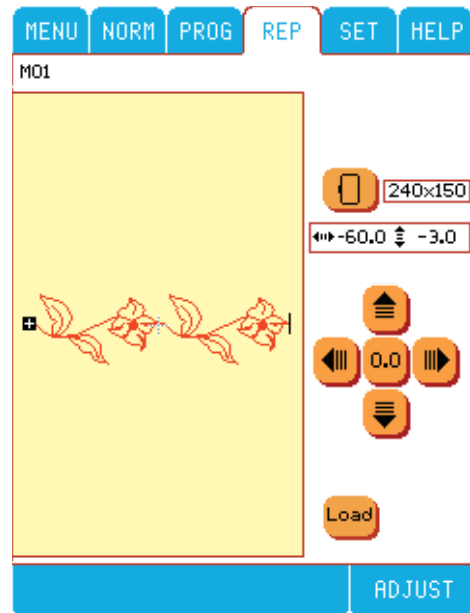 MENU NORM PROG REP SET HELP
M01
240x150
-60.0 -3.0
0.0
Load
ADJUST